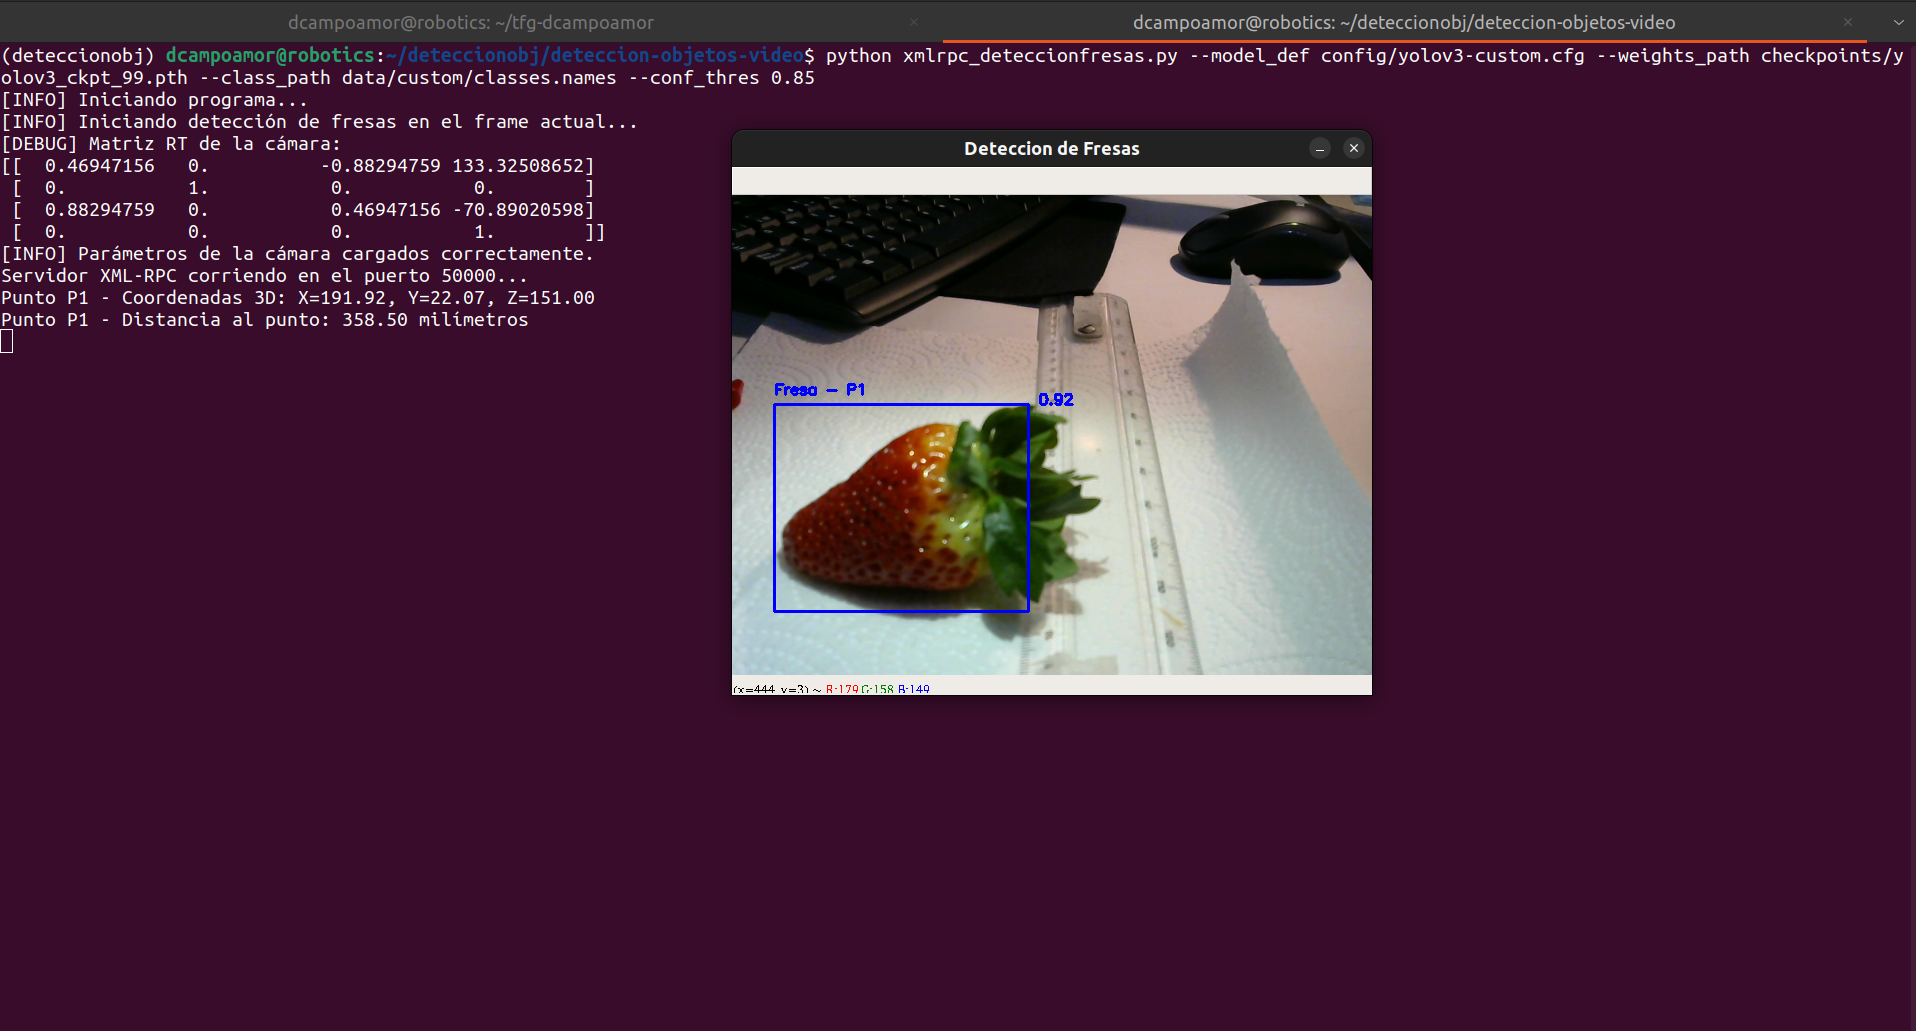 dcampoamor@robotics: ~/tfg-dcampoamor
dcampoamor@robotics: ~/deteccionobj/deteccion-objetos-video
(deteccionobj) dcampoamor@robotics:~/deteccionobj/deteccion-objetos-video$ python xmlrpc_deteccionfresas.py --model_def config/yolov3-custom.cfg --weights_path checkpoints/y
olov3_ckpt_99.pth --class_path data/custom/classes.names --conf_thres 0.85
[INFO] Iniciando programa...
[INFO] Iniciando detección de fresas en el frame actual...
[DEBUG] Matriz RT de la cámara:
[[  0.46947156   0.          -0.88294759 133.32508652]
 [  0.           1.           0.           0.        ]
 [  0.88294759   0.           0.46947156 -70.89020598]
 [  0.           0.           0.           1.        ]]
[INFO] Parámetros de la cámara cargados correctamente.
Servidor XML-RPC corriendo en el puerto 50000...
Punto P1 - Coordenadas 3D: X=191.92, Y=22.07, Z=151.00
Punto P1 - Distancia al punto: 358.50 milímetros
Deteccion de Fresas
Fresa - P1
0.92
(x=444, y=3) ~ R:179 G:158 B:149